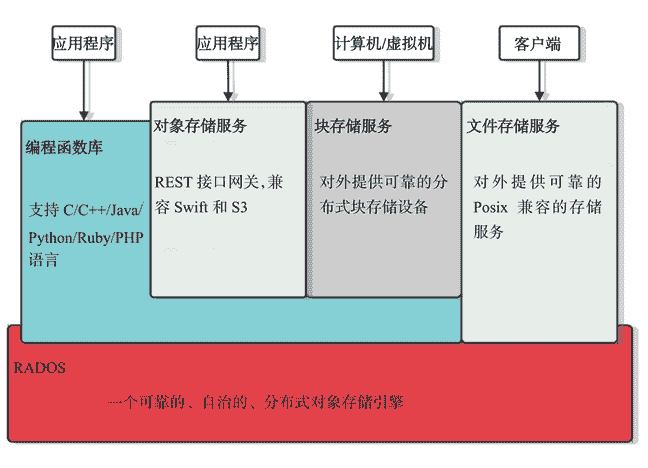 应用程序
应用程序
计算机/虚拟机
客户端
编程函数库
支持 C/C++/Java/
Python/Ruby/PHP
语言
对象存储服务
REST 接口网关,兼
容 Swift 和 S3
块存储服务
对外提供可靠的分
布式块存储设备
文件存储服务
对外提供可靠的
Posix 兼容的存储
服务
RADOS
一个可靠的、自治的、分布式对象存储引擎